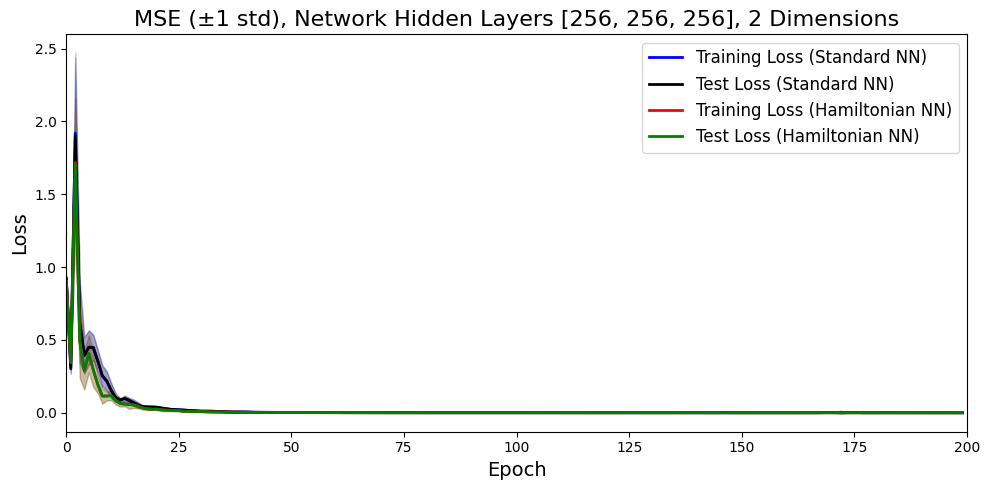 MSE (±1 std), Network Hidden Layers [256, 256, 256], 2 Dimensions
Training Loss (Standard NN)
Test Loss (Standard NN)
Training Loss (Hamiltonian NN)
Test Loss (Hamiltonian NN)
Loss
2.5
2.0
1.5
1.0
0.5
0.0
0 25 50 75 100 125 150 175 200
Epoch